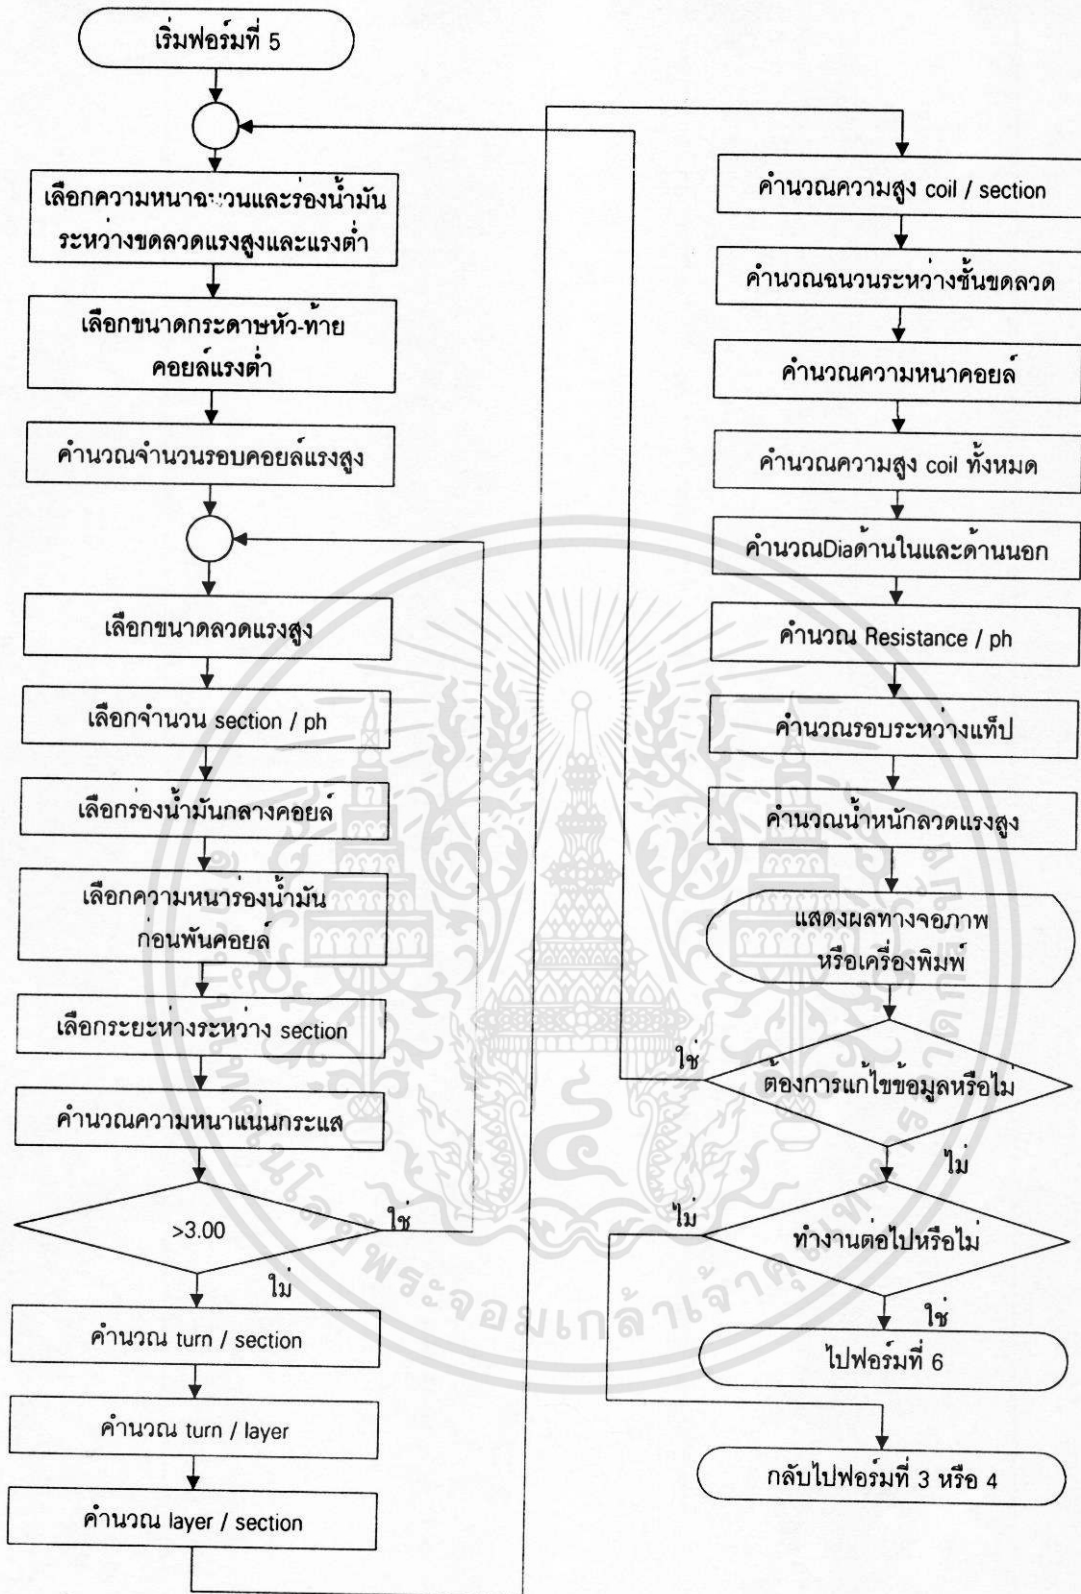 เริ่มฟอร์มที่ 5
เลือกความหนาฉนวนและร่องน้ำมัน
ระหว่างขดลวดแรงสูงและแรงต่ำ
เลือกขนาดกระดาษหัว-ท้าย
คอยล์แรงต่ำ
คำนวณจำนวนรอบคอยล์แรงสูง
เลือกขนาดลวดแรงสูง
เลือกจำนวน section / ph
เลือกร่องน้ำมันกลางคอยล์
เลือกความหนาร่องน้ำมัน
ก่อนพันคอยล์
เลือกระยะห่างระหว่าง section
คำนวณความหนาแน่นกระแส
>3.00
ใช่
ไม่
คำนวณ turn / section
คำนวณ turn / layer
คำนวณ layer / section
คำนวณความสูง coil / section
คำนวณฉนวนระหว่างชั้นขดลวด
คำนวณความหนาคอยล์
คำนวณความสูง coil ทั้งหมด
คำนวณDiaด้านในและด้านนอก
คำนวณ Resistance / ph
คำนวณรอบระหว่างแท็ป
คำนวณน้ำหนักลวดแรงสูง
แสดงผลทางจอภาพ
หรือเครื่องพิมพ์
ใช่
ต้องการแก้ไขข้อมูลหรือไม่
ไม่
ไม่
ทำงานต่อไปหรือไม่
ใช่
ไปฟอร์มที่ 6
กลับไปฟอร์มที่ 3 หรือ 4
พระจอมเกล้าเจ้าคุณทหาร